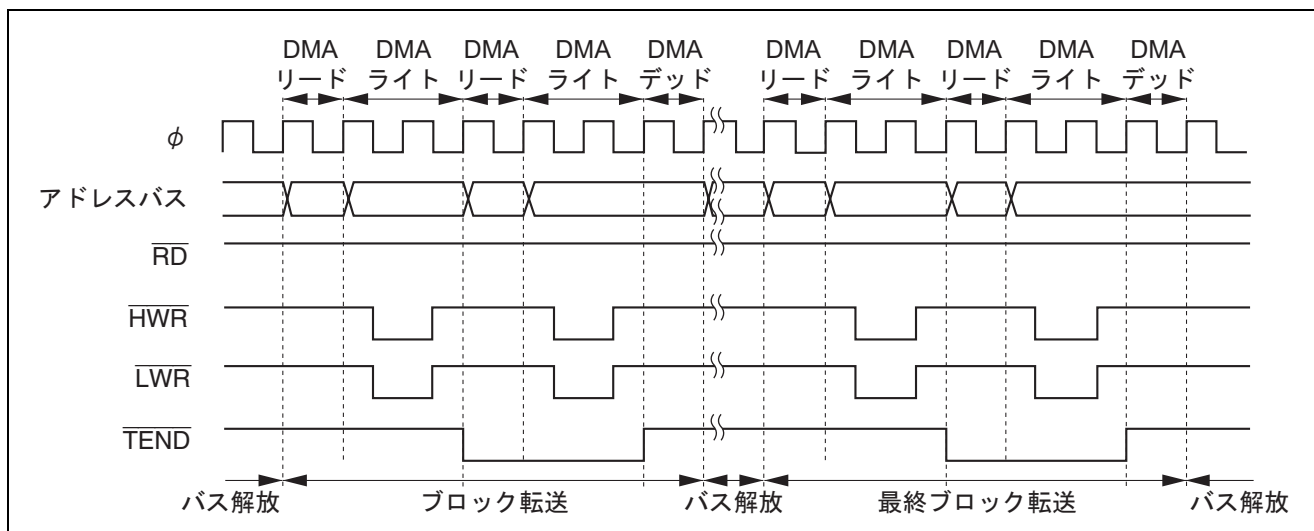 DMA DMA DMA DMA DMA DMA DMA DMA DMA DMA
リード ライト リード ライト デッド リード ライト リード ライト デッド
φ
アドレスバス
RD
HWR
LWR
TEND
バス解放 ブロック転送 バス解放 最終ブロック転送 バス解放